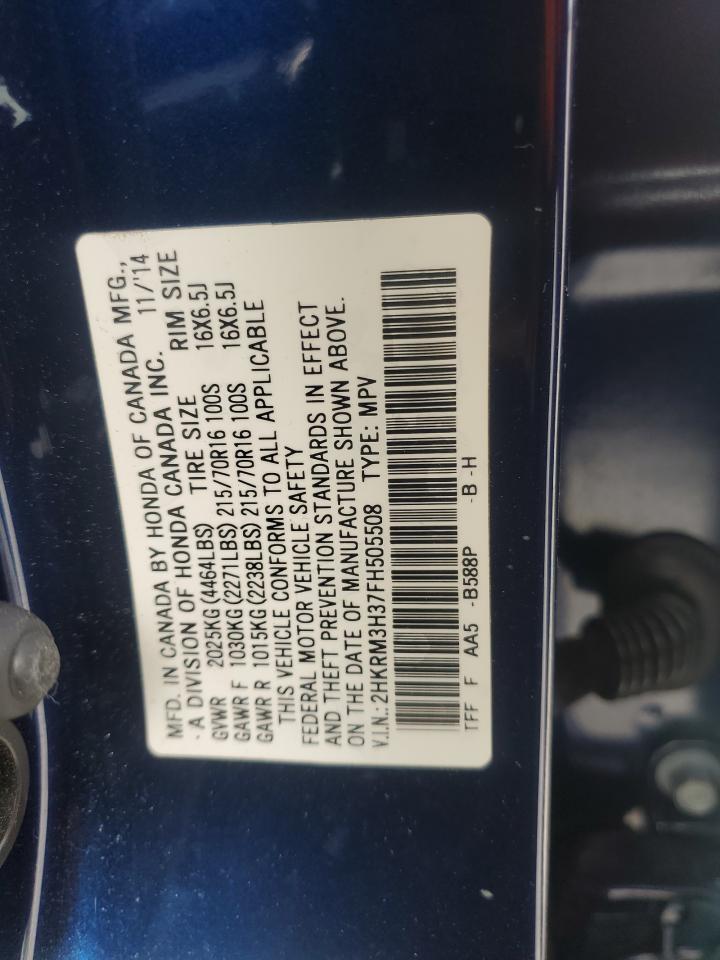 MFD. IN CANADA BY HONDA OF CANADA MFG.,
- A DIVISION OF HONDA CANADA INC. 11/'14
GVWR 2025KG (4464LBS) TIRE SIZE RIM SIZE
GAWR F 1030KG (2271LBS) 215/70R16 100S 16X6.5J
GAWR R 1015KG (2238LBS) 215/70R16 100S 16X6.5J
THIS VEHICLE CONFORMS TO ALL APPLICABLE
FEDERAL MOTOR VEHICLE SAFETY
AND THEFT PREVENTION STANDARDS IN EFFECT
ON THE DATE OF MANUFACTURE SHOWN ABOVE.
V.I.N.: 2HKRM3H37FH505508 TYPE: MPV
TFF F AA5 -B588P -B -H